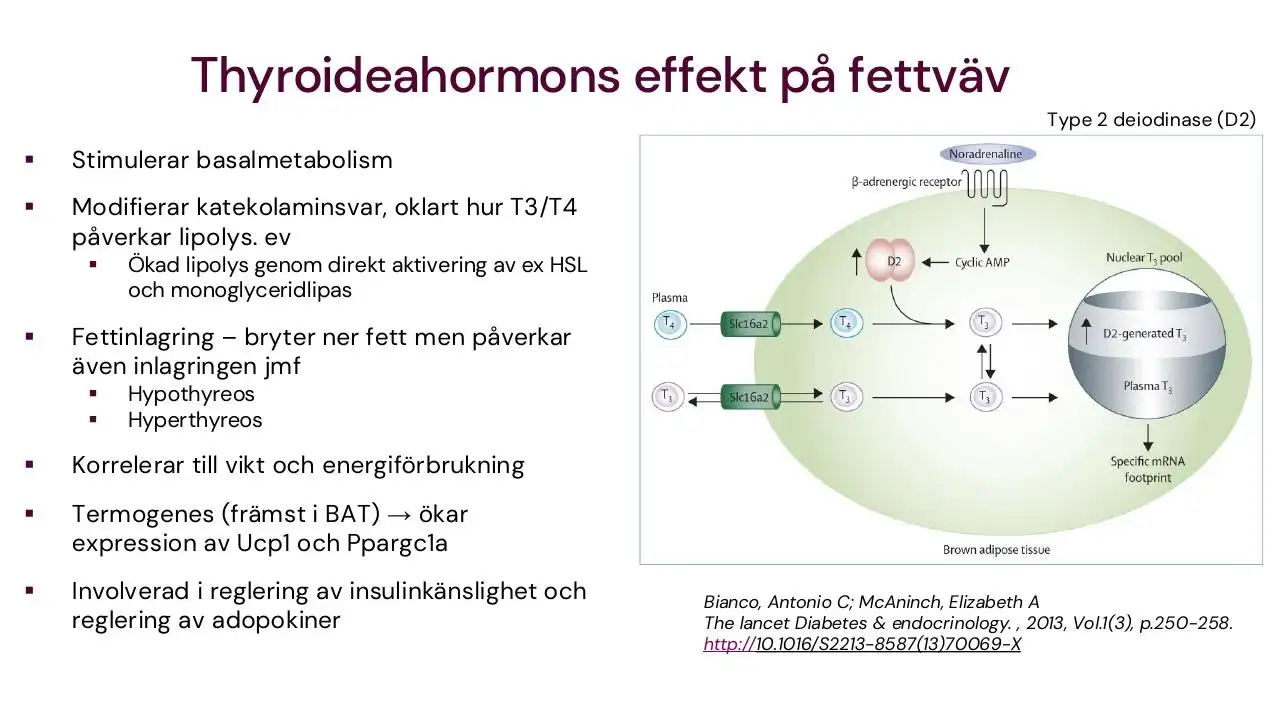 Thyroideahormons effekt på fettväv
Type 2 deiodinase (D2)
▪ Stimulerar basalmetabolism
▪ Modifierar katekolaminsvar, oklart hur T3/T4
påverkar lipolys. ev
▪ Ökad lipolys genom direkt aktivering av ex HSL
och monoglyceridlipas
▪ Fettinlagring – bryter ner fett men påverkar
även inlagringen jmf
▪ Hypothyreos
▪ Hyperthyreos
▪ Korrelerar till vikt och energiförbrukning
▪ Termogenes (främst i BAT) → ökar
expression av Ucp1 och Ppargc1a
▪ Involverad i reglering av insulinkänslighet och
reglering av adopokiner
Noradrenaline
β-adrenergic receptor
D2
Cyclic AMP
Nuclear T3 pool
Plasma
T4
Slc16a2
T4
T3
D2-generated T3
Plasma T3
T3
Slc16a2
T3
T3
Specific mRNA
footprint
Brown adipose tissue
Bianco, Antonio C; McAninch, Elizabeth A
The lancet Diabetes & endocrinology. , 2013, Vol.1(3), p.250-258.
http://10.1016/S2213-8587(13)70069-X